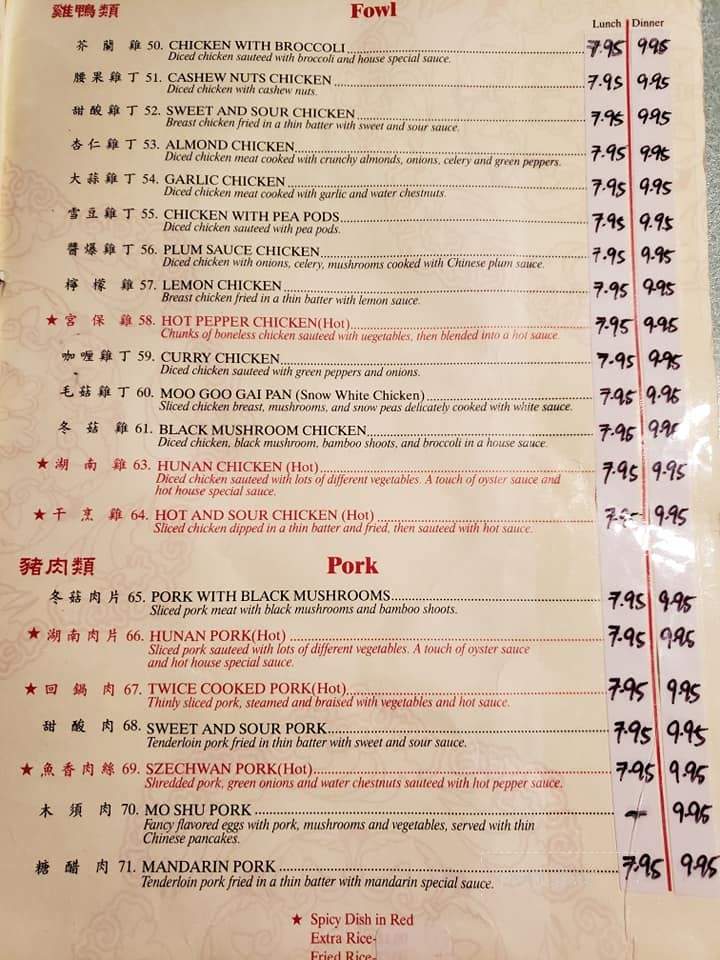 雞鴨類 Fowl
Lunch Dinner
芥蘭雞 50. CHICKEN WITH BROCCOLI 7.95 9.95
Diced chicken sauteed with broccoli and house special sauce.
腰果雞丁 51. CASHEW NUTS CHICKEN 7.95 9.95
Diced chicken with cashew nuts.
甜酸雞丁 52. SWEET AND SOUR CHICKEN 7.95 9.95
Breast chicken fried in a thin batter with sweet and sour sauce.
杏仁雞丁 53. ALMOND CHICKEN 7.95 9.95
Diced chicken meat cooked with crunchy almonds, onions, celery and green peppers.
大蒜雞丁 54. GARLIC CHICKEN 7.95 9.95
Diced chicken meat cooked with garlic and water chestnuts.
雪豆雞丁 55. CHICKEN WITH PEA PODS 7.95 9.95
Diced chicken sauteed with pea pods.
醬爆雞丁 56. PLUM SAUCE CHICKEN 7.95 9.95
Diced chicken with onions, celery, mushrooms cooked with Chinese plum sauce.
檸檬雞 57. LEMON CHICKEN 7.95 9.95
Breast chicken fried in a thin batter with lemon sauce.
★ 宮保雞 58. HOT PEPPER CHICKEN(Hot) 7.95 9.95
Chunks of boneless chicken sauteed with uegetables, then blended into a hot sauce.
咖喱雞丁 59. CURRY CHICKEN 7.95 9.95
Diced chicken sauteed with green peppers and onions.
毛菇雞丁 60. MOO GOO GAI PAN (Snow White Chicken) 7.95 9.95
Sliced chicken breast, mushrooms, and snow peas delicately cooked with white sauce.
冬菇雞 61. BLACK MUSHROOM CHICKEN 7.95 9.95
Diced chicken, black mushroom, bamboo shoots, and broccoli in a house sauce.
★ 湖南雞 63. HUNAN CHICKEN (Hot) 7.95 9.95
Diced chicken sauteed with lots of different vegetables. A touch of oyster sauce and
hot house special sauce.
★ 干烹雞 64. HOT AND SOUR CHICKEN (Hot) 7.95 9.95
Sliced chicken dipped in a thin batter and fried, then sauteed with hot sauce.
豬肉類 Pork
冬菇肉片 65. PORK WITH BLACK MUSHROOMS 7.95 9.95
Sliced pork meat with black mushrooms and bamboo shoots.
★ 湖南肉片 66. HUNAN PORK(Hot) 7.95 9.95
Sliced pork sauteed with lots of different vegetables. A touch of oyster sauce
and hot house special sauce.
★ 回鍋肉 67. TWICE COOKED PORK(Hot) 7.95 9.95
Thinly sliced pork, steamed and braised with vegetables and hot sauce.
甜酸肉 68. SWEET AND SOUR PORK 7.95 9.95
Tenderloin pork fried in thin batter with sweet and sour sauce.
★ 魚香肉絲 69. SZECHWAN PORK(Hot) 7.95 9.95
Shredded pork, green onions and water chestnuts sauteed with hot pepper sauce.
木須肉 70. MO SHU PORK — 9.95
Fancy flavored eggs with pork, mushrooms and vegetables, served with thin
Chinese pancakes.
糖醋肉 71. MANDARIN PORK 7.95 9.95
Tenderloin pork fried in a thin batter with mandarin special sauce.
★ Spicy Dish in Red
Extra Rice-
Fried Rice-